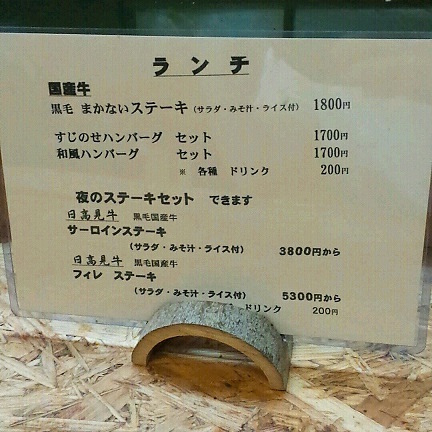 ランチ
国産牛
黒毛 まかないステーキ (サラダ・みそ汁・ライス付) 1800円
すじのせハンバーグ セット 1700円
和風ハンバーグ セット 1700円
※ 各種 ドリンク 200円
夜のステーキセット できます
日高見牛 黒毛国産牛
サーロインステーキ
(サラダ・みそ汁・ライス付) 3800円から
日高見牛 黒毛国産牛
フィレ ステーキ
(サラダ・みそ汁・ライス付) 5300円から
ドリンク 200円